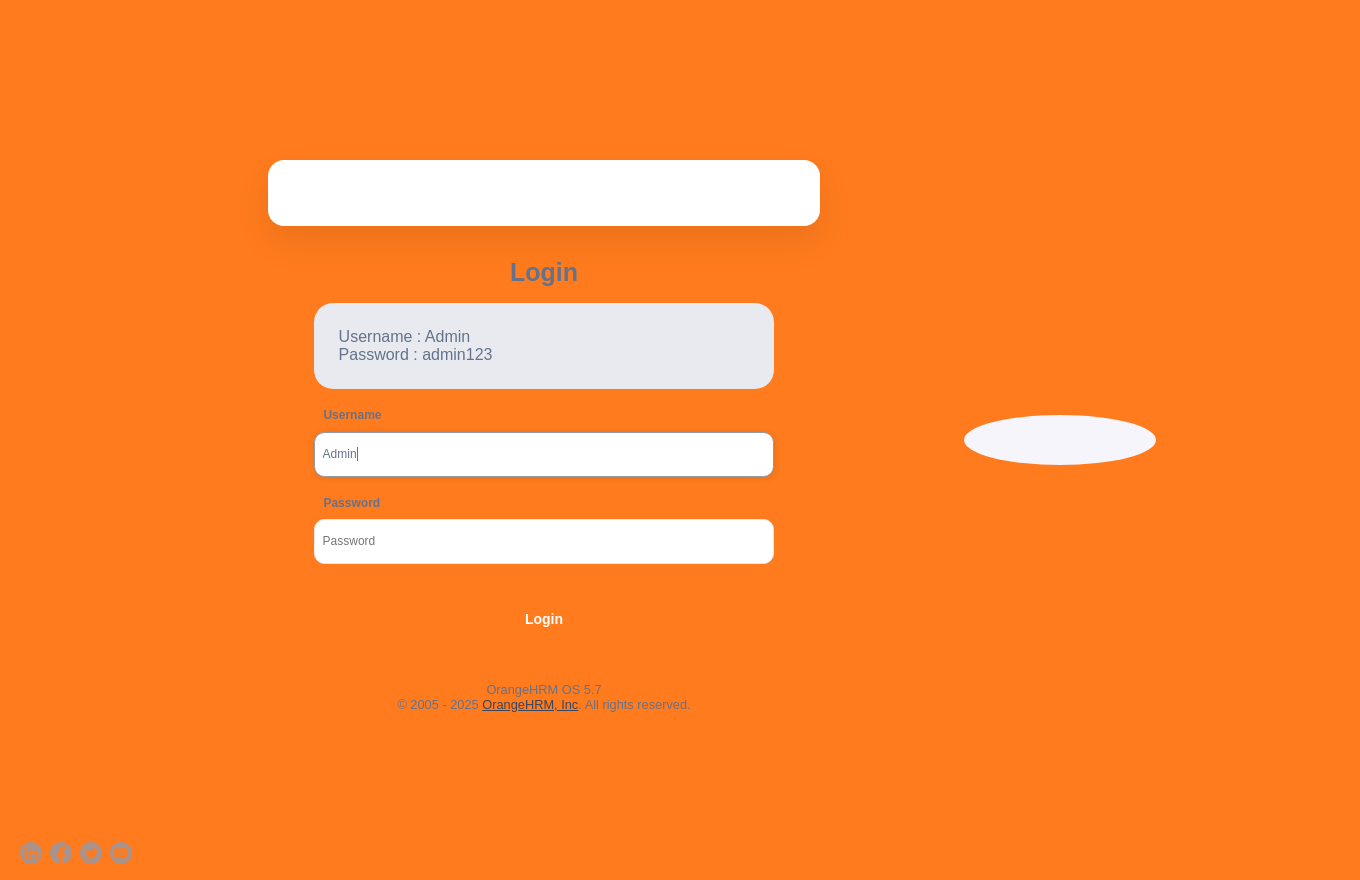 Login
Username : Admin
Password : admin123
Username
Admin
Password
Password
Login
OrangeHRM OS 5.7
© 2005 - 2025 OrangeHRM, Inc. All rights reserved.